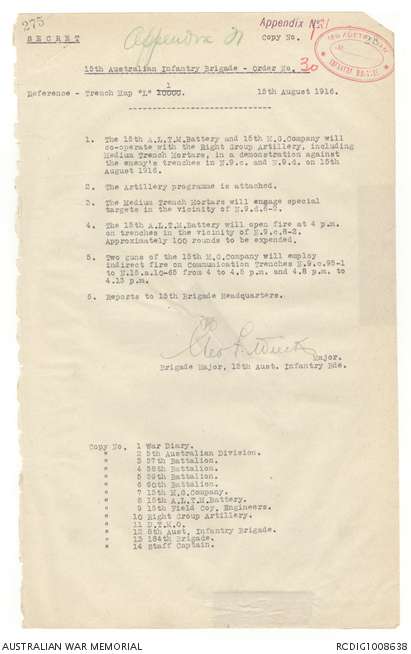 275
Appendix N°1
SECRET
Appendix N
Copy No. 1
15th Australian Infantry Brigade - Order No. 30
1
Reference - Trench Map "L" 10000. 15th August 1916.
1. The 15th A.L.T.M.Battery and 15th M.G.Company will
co-operate with the Right Group Artillery, including
Medium Trench Mortars, in a demonstration against
the enemy's trenches in N.9.c. and N.9.d. on 15th
August 1916.
2. The Artillery programme is attached.
3. The Medium Trench Mortars will engage special
targets in the vicinity of N.9.d.8-2.
4. The 15th A.L.T.M.Battery will open fire at 4 p.m.
on trenches in the vicinity of N.9.c.8-2.
Approximately 100 rounds to be expended.
5. Two guns of the 15th M.G.Company will employ
indirect fire on Communication Trenches N.9.c.95-1
to N.15.a.10-65 from 4 to 4.5 p.m. and 4.8 p.m. to
4.13 p.m.
6. Reports to 15th Brigade Headquarters.
Major.
Brigade Major, 15th Aust. Infantry Bde.
Copy No. 1 War Diary.
" 2 5th Australian Division.
" 3 57th Battalion.
" 4 58th Battalion.
" 5 59th Battalion.
" 6 60th Battalion.
" 7 15th M.G.Company.
" 8 15th A.L.T.M.Battery.
" 9 15th Field Coy. Engineers.
" 10 Right Group Artillery.
" 11 D.T.M.O.
" 12 8th Aust. Infantry Brigade.
" 13 184th Brigade.
" 14 Staff Captain.
AUSTRALIAN WAR MEMORIAL
RCDIG1008638